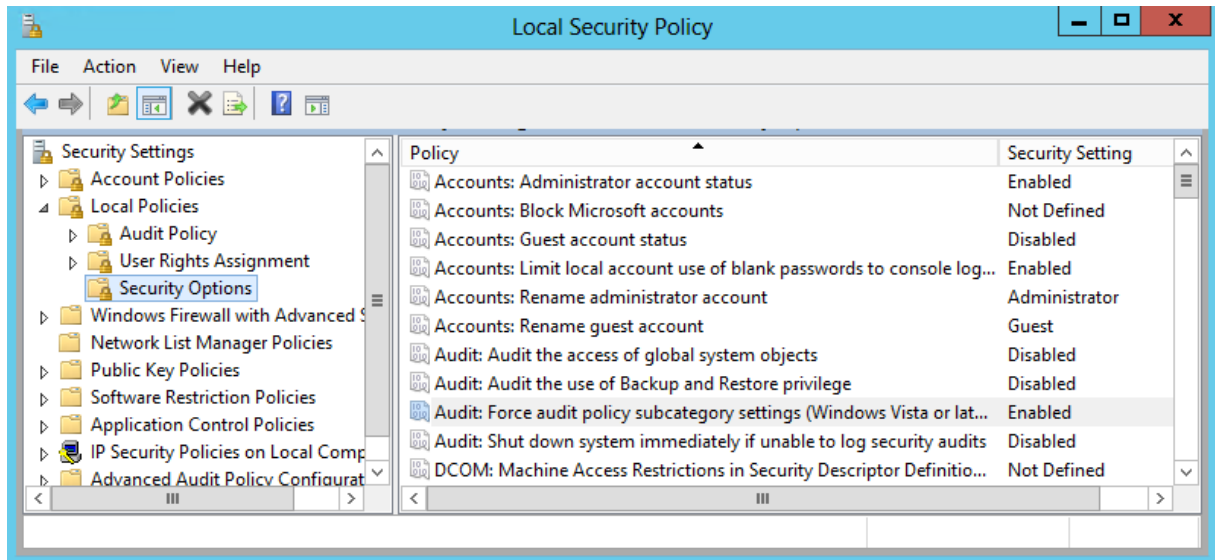 Local Security Policy
File Action View Help
Security Settings
Account Policies
Local Policies
Audit Policy
User Rights Assignment
Security Options
Windows Firewall with Advanced S
Network List Manager Policies
Public Key Policies
Software Restriction Policies
Application Control Policies
IP Security Policies on Local Comp
Advanced Audit Policy Configurat
Policy Security Setting
Accounts: Administrator account status Enabled
Accounts: Block Microsoft accounts Not Defined
Accounts: Guest account status Disabled
Accounts: Limit local account use of blank passwords to console log... Enabled
Accounts: Rename administrator account Administrator
Accounts: Rename guest account Guest
Audit: Audit the access of global system objects Disabled
Audit: Audit the use of Backup and Restore privilege Disabled
Audit: Force audit policy subcategory settings (Windows Vista or lat... Enabled
Audit: Shut down system immediately if unable to log security audits Disabled
DCOM: Machine Access Restrictions in Security Descriptor Definitio... Not Defined